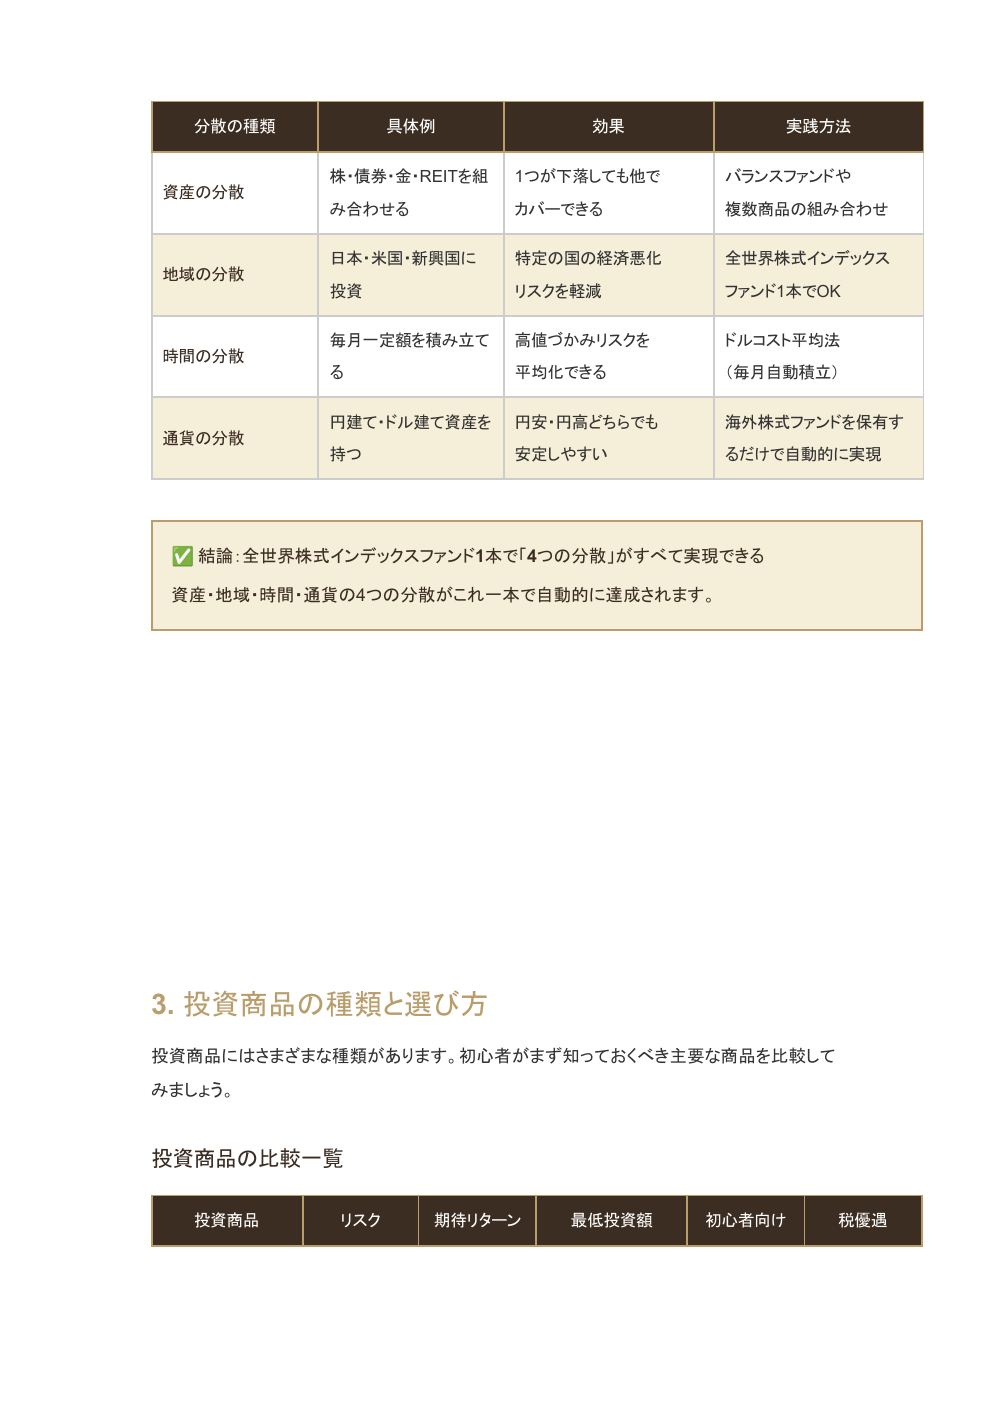 分散の種類 具体例 効果 実践方法
資産の分散
株・債券・金・REITを組
み合わせる
1つが下落しても他で
カバーできる
バランスファンドや
複数商品の組み合わせ
地域の分散
日本・米国・新興国に
投資
特定の国の経済悪化
リスクを軽減
全世界株式インデックス
ファンド1本でOK
時間の分散
毎月一定額を積み立て
る
高値づかみリスクを
平均化できる
ドルコスト平均法
（毎月自動積立）
通貨の分散
円建て・ドル建て資産を
持つ
円安・円高どちらでも
安定しやすい
海外株式ファンドを保有す
るだけで自動的に実現
✅ 結論：全世界株式インデックスファンド1本で「4つの分散」がすべて実現できる
資産・地域・時間・通貨の4つの分散がこれ一本で自動的に達成されます。
3. 投資商品の種類と選び方
投資商品にはさまざまな種類があります。初心者がまず知っておくべき主要な商品を比較して
みましょう。
投資商品の比較一覧
投資商品 リスク 期待リターン 最低投資額 初心者向け 税優遇